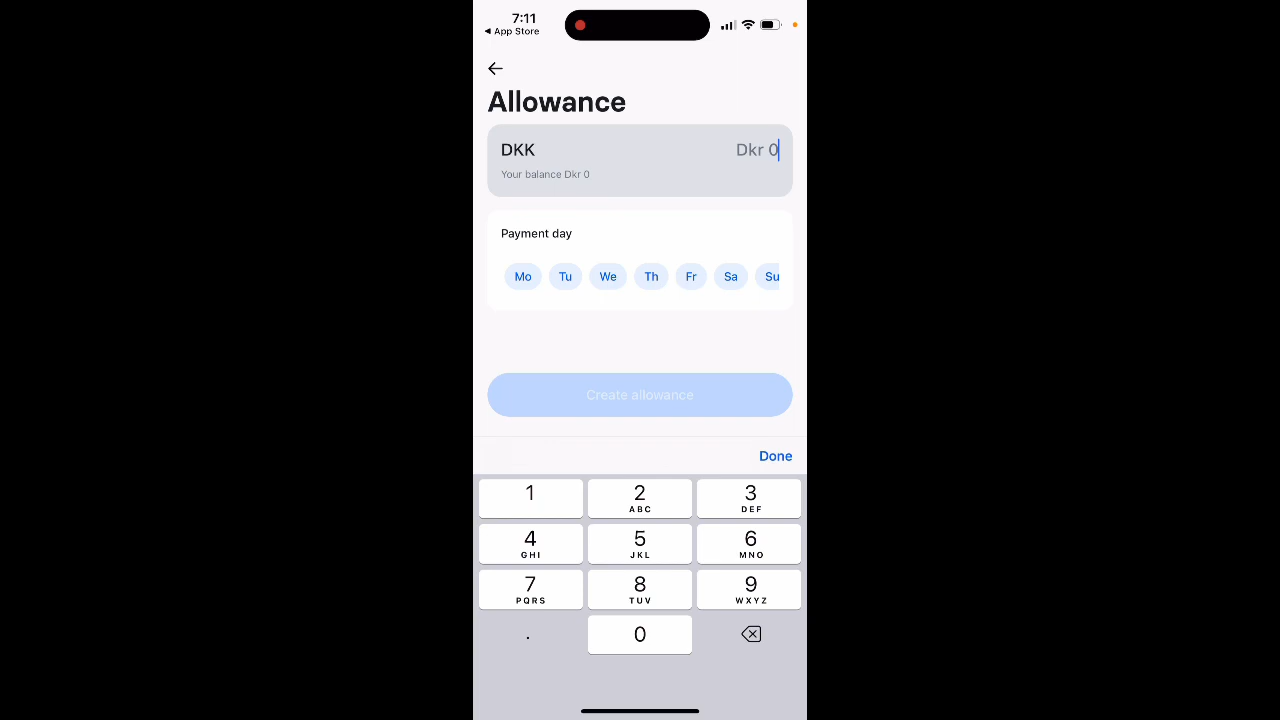 7:11
◀ App Store
Allowance
DKK Dkr 0
Your balance Dkr 0
Payment day
Mo Tu We Th Fr Sa Su
Create allowance
Done
1 2 3
ABC DEF
4 5 6
GHI JKL MNO
7 8 9
PQRS TUV WXYZ
. 0